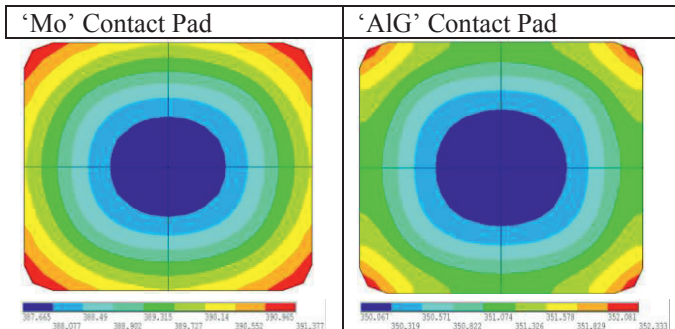 ‘Mo’ Contact Pad
‘AlG’ Contact Pad
387.665 388.49 389.315 390.14 390.965
388.077 388.902 389.727 390.552 391.377
350.067 350.571 351.074 351.578 352.081
350.319 350.822 351.326 351.829 352.333